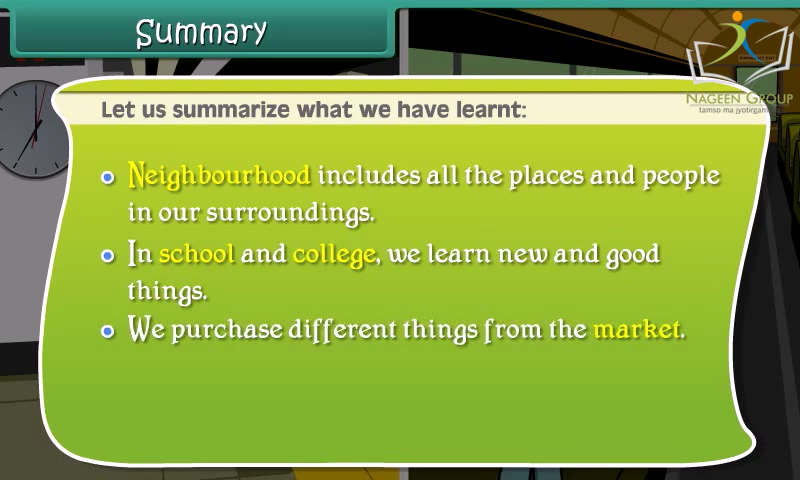 Summary
NAGEEN GROUP
tamso ma jyotirgam
Let us summarize what we have learnt:
Neighbourhood includes all the places and people
in our surroundings.
In school and college, we learn new and good
things.
We purchase different things from the market.